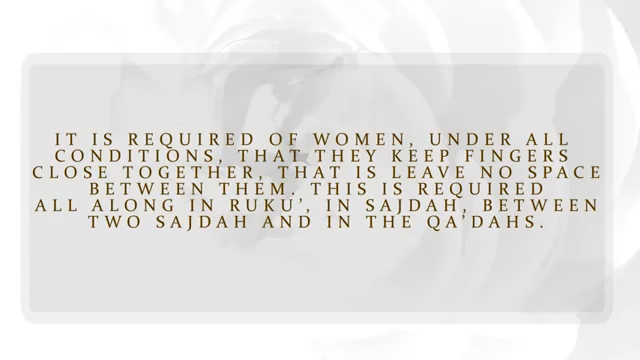 IT IS REQUIRED OF WOMEN, UNDER ALL
CONDITIONS, THAT THEY KEEP FINGERS
CLOSE TOGETHER, THAT IS LEAVE NO SPACE
BETWEEN THEM. THIS IS REQUIRED
ALL ALONG IN RUKU’, IN SAJDAH, BETWEEN
TWO SAJDAH AND IN THE QA’DAHS.